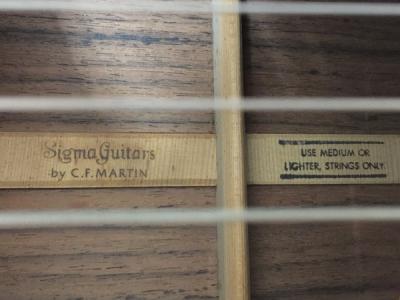 Sigma Guitars
by C.F. MARTIN
USE MEDIUM OR
LIGHTER, STRINGS ONLY.